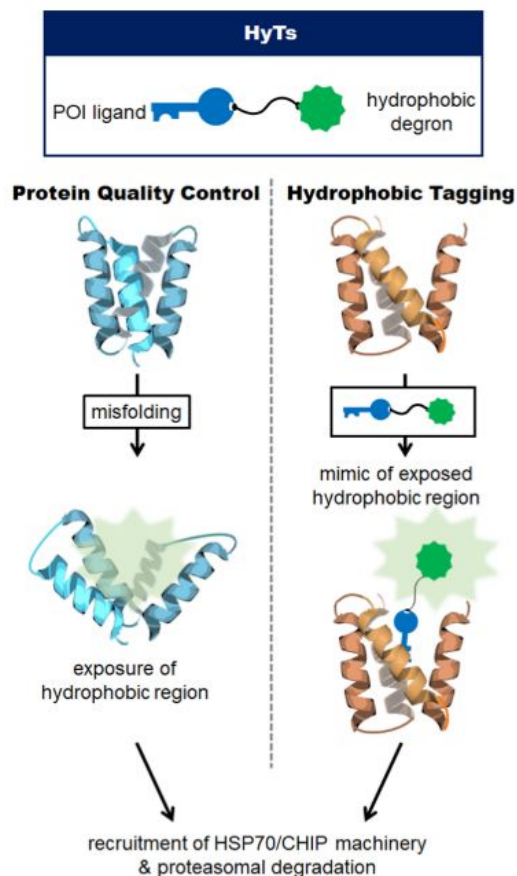 HyTs
POI ligand
hydrophobic
degron
Protein Quality Control
Hydrophobic Tagging
misfolding
mimic of exposed
hydrophobic region
exposure of
hydrophobic region
recruitment of HSP70/CHIP machinery
& proteasomal degradation